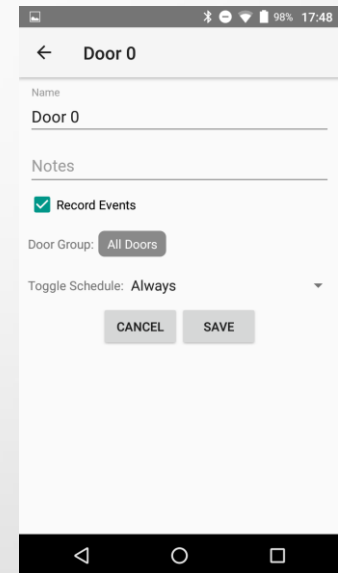 98% 17:48
Door 0
Name
Door 0
Notes
Record Events
Door Group: All Doors
Toggle Schedule: Always
CANCEL SAVE